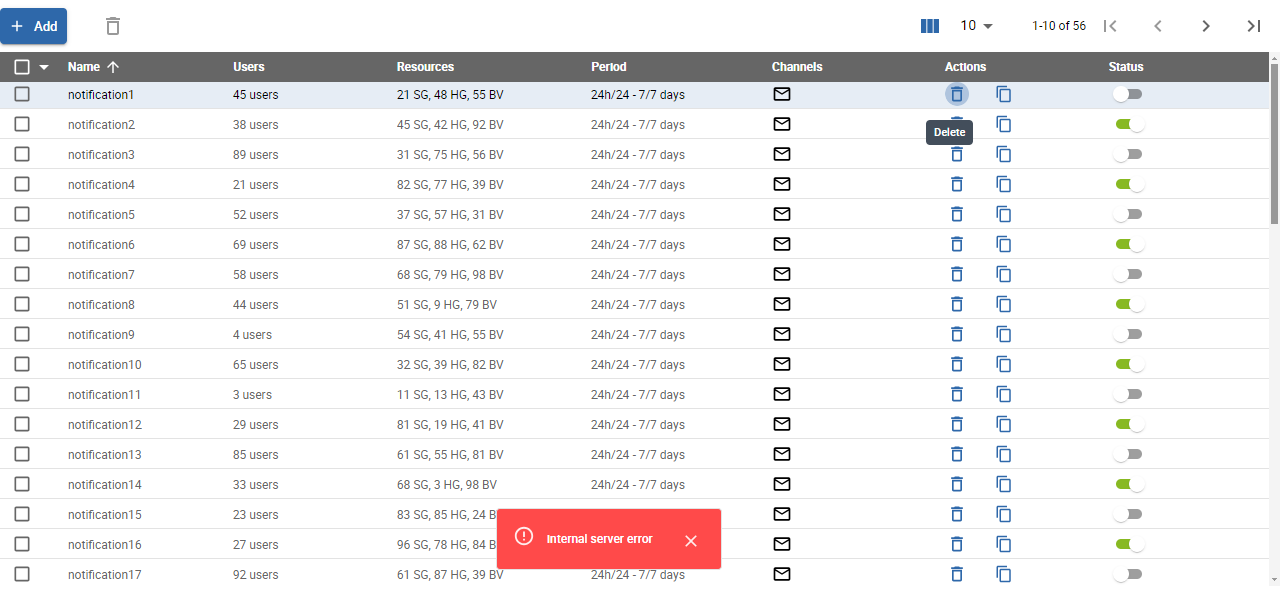 Add 10 1-10 of 56
Name Users Resources Period Channels Actions Status
notification1 45 users 21 SG, 48 HG, 55 BV 24h/24 - 7/7 days
notification2 38 users 45 SG, 42 HG, 92 BV 24h/24 - 7/7 days
Delete
notification3 89 users 31 SG, 75 HG, 56 BV 24h/24 - 7/7 days
notification4 21 users 82 SG, 77 HG, 39 BV 24h/24 - 7/7 days
notification5 52 users 37 SG, 57 HG, 31 BV 24h/24 - 7/7 days
notification6 69 users 87 SG, 88 HG, 62 BV 24h/24 - 7/7 days
notification7 58 users 68 SG, 79 HG, 98 BV 24h/24 - 7/7 days
notification8 44 users 51 SG, 9 HG, 79 BV 24h/24 - 7/7 days
notification9 4 users 54 SG, 41 HG, 55 BV 24h/24 - 7/7 days
notification10 65 users 32 SG, 39 HG, 82 BV 24h/24 - 7/7 days
notification11 3 users 11 SG, 13 HG, 43 BV 24h/24 - 7/7 days
notification12 29 users 81 SG, 19 HG, 41 BV 24h/24 - 7/7 days
notification13 85 users 61 SG, 55 HG, 81 BV 24h/24 - 7/7 days
notification14 33 users 68 SG, 3 HG, 98 BV 24h/24 - 7/7 days
notification15 23 users 83 SG, 85 HG, 24
notification16 27 users 96 SG, 78 HG, 84
Internal server error
notification17 92 users 61 SG, 87 HG, 39 BV 24h/24 - 7/7 days